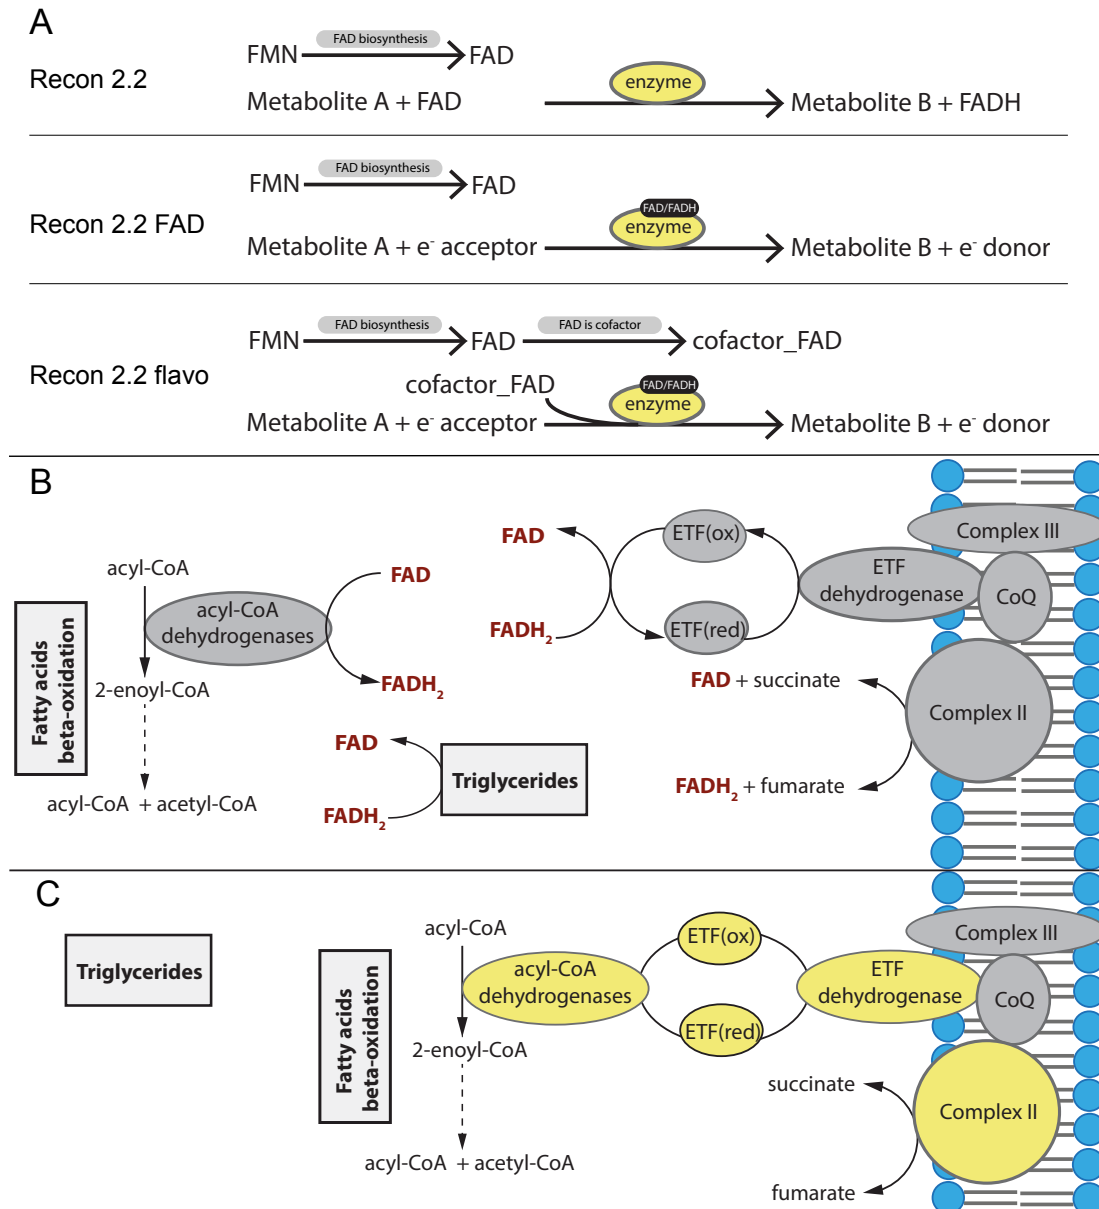 A
Recon 2.2
FMN
FAD biosynthesis
FAD
Metabolite A + FAD
enzyme
Metabolite B + FADH
Recon 2.2 FAD
FMN
FAD biosynthesis
FAD
FAD/FADH
Metabolite A + e⁻ acceptor
enzyme
Metabolite B + e⁻ donor
Recon 2.2 flavo
FMN
FAD biosynthesis
FAD
FAD is cofactor
cofactor_FAD
cofactor_FAD
FAD/FADH
Metabolite A + e⁻ acceptor
enzyme
Metabolite B + e⁻ donor
B
Fatty acids
beta-oxidation
acyl-CoA
acyl-CoA
dehydrogenases
2-enoyl-CoA
acyl-CoA + acetyl-CoA
FAD
FADH₂
FAD
FADH₂
Triglycerides
FAD
FADH₂
ETF(ox)
ETF(red)
ETF
dehydrogenase
Complex III
CoQ
Complex II
FAD + succinate
FADH₂ + fumarate
C
Triglycerides
Fatty acids
beta-oxidation
acyl-CoA
acyl-CoA
dehydrogenases
2-enoyl-CoA
acyl-CoA + acetyl-CoA
ETF(ox)
ETF(red)
ETF
dehydrogenase
Complex III
CoQ
Complex II
succinate
fumarate